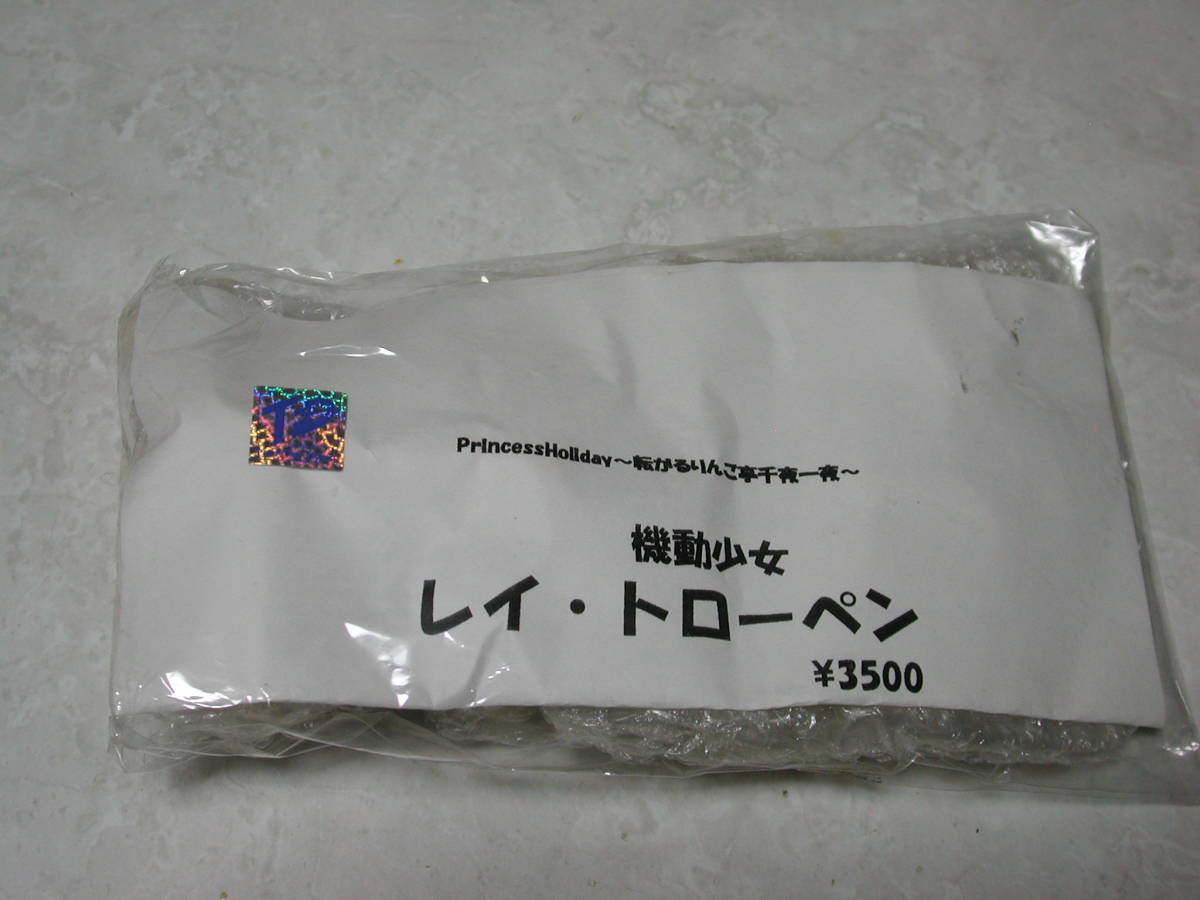 PrincessHoliday～転がるりんご亭千夜一夜～
機動少女
レイ・トローペン
¥3500